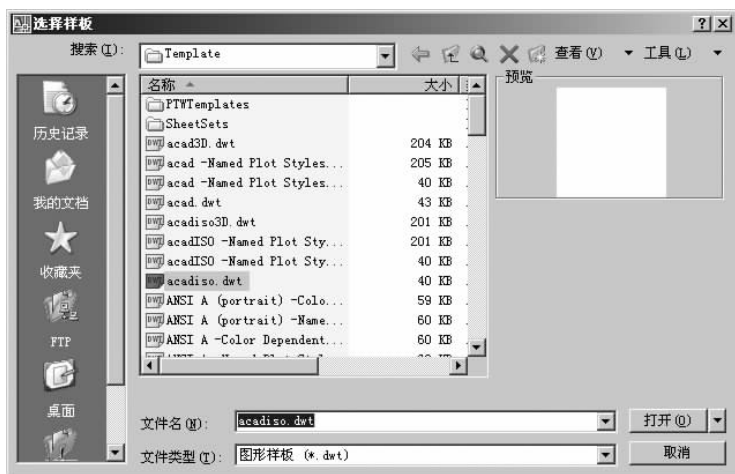 选择样板
搜索(I):
Template
查看(V)
工具(L)
历史记录
我的文档
收藏夹
FTP
桌面
名称
大小
PTWTemplates
SheetSets
acad3D.dwt 204 KB
acad -Named Plot Styles... 205 KB
acad -Named Plot Styles... 40 KB
acad.dwt 43 KB
acadiso3D.dwt 201 KB
acadISO -Named Plot Sty... 201 KB
acadISO -Named Plot Sty... 40 KB
acadiso.dwt 40 KB
ANSI A (portrait) -Colo... 59 KB
ANSI A (portrait) -Name... 60 KB
ANSI A -Color Dependent... 60 KB
预览
文件名(N):
acadiso.dwt
打开(O)
文件类型(T):
图形样板 (*.dwt)
取消